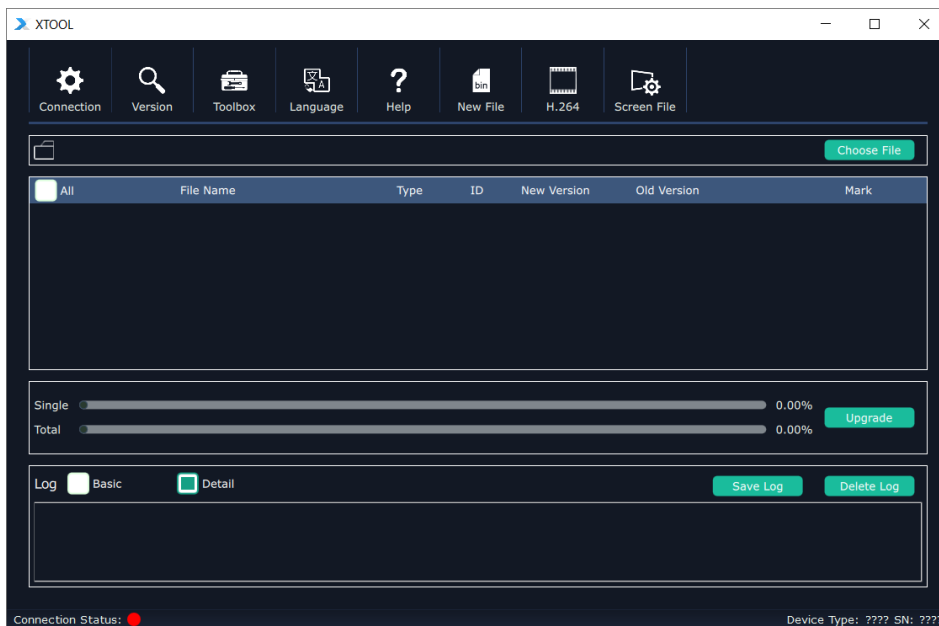 XTOOL
Connection Version Toolbox Language Help New File H.264 Screen File
bin
Choose File
All File Name Type ID New Version Old Version Mark
Single 0.00%
Total 0.00%
Upgrade
Log Basic Detail Save Log Delete Log
Connection Status: Device Type: ???? SN: ???